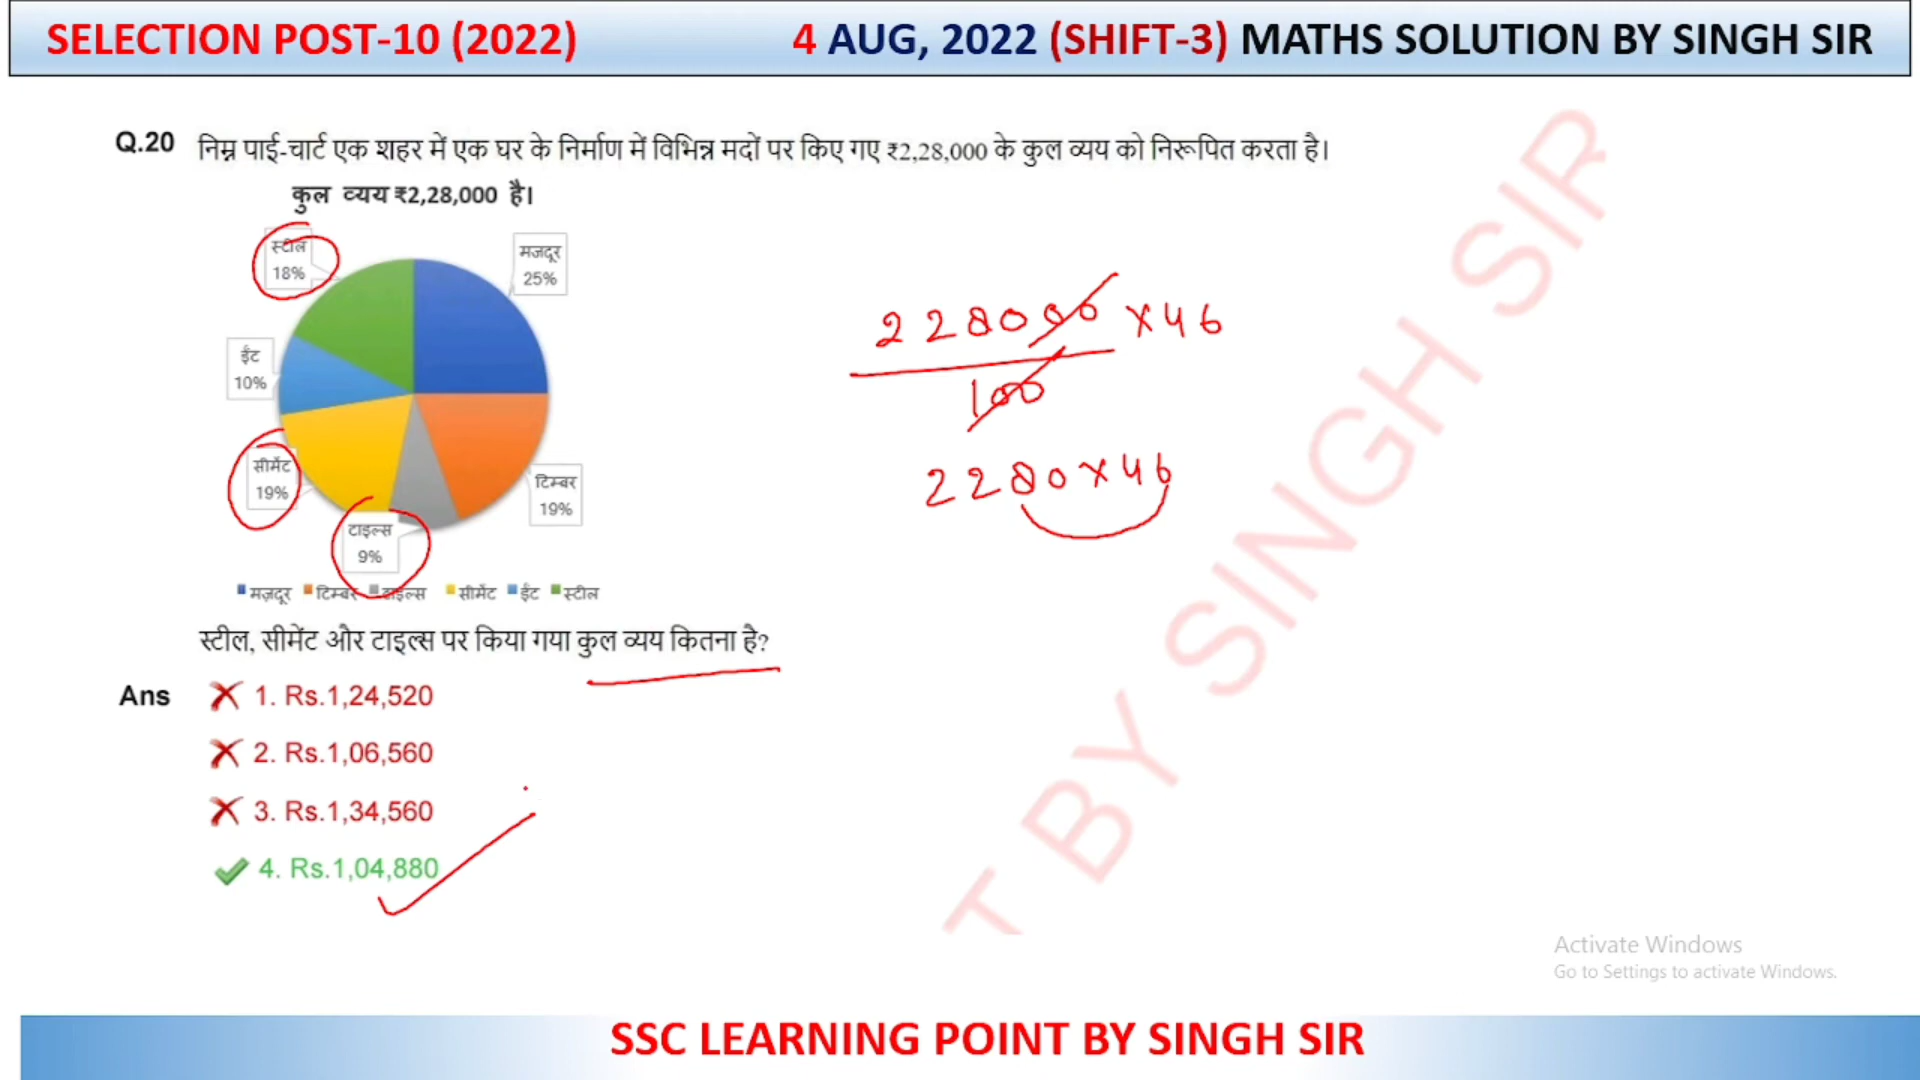 SELECTION POST-10 (2022) 4 AUG, 2022 (SHIFT-3) MATHS SOLUTION BY SINGH SIR
Q.20 निम्न पाई-चार्ट एक शहर में एक घर के निर्माण में विभिन्न मदों पर किए गए ₹2,28,000 के कुल व्यय को निरूपित करता है।
कुल व्यय ₹2,28,000 है।
स्टील
18%
मजदूर
25%
ईंट
10%
सीमेंट
19%
टिम्बर
19%
टाइल्स
9%
मज़दूर टिम्बर टाइल्स सीमेंट ईंट स्टील
228000 × 46
100
2280 × 46
स्टील, सीमेंट और टाइल्स पर किया गया कुल व्यय कितना है?
Ans 1. Rs.1,24,520
2. Rs.1,06,560
3. Rs.1,34,560
4. Rs.1,04,880
T BY SINGH SIR
Activate Windows
Go to Settings to activate Windows.
SSC LEARNING POINT BY SINGH SIR